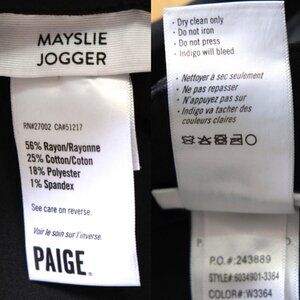 MAYSLIE
JOGGER
RN#27002 CA#51217
56% Rayon/Rayonne
25% Cotton/Coton
18% Polyester
1% Spandex
See care on reverse.
Voir le soin sur l'inverse.
PAIGE
- Dry clean only
- Do not iron
- Do not press
- Indigo will bleed
- Nettoyer à sec seulement
- Ne pas repasser
- N'appuyez pas sur
- Indigo va tacher des
couleurs claires
P.O.#: 243889
STYLE#: 6034901-3364
COLOR#: W3364